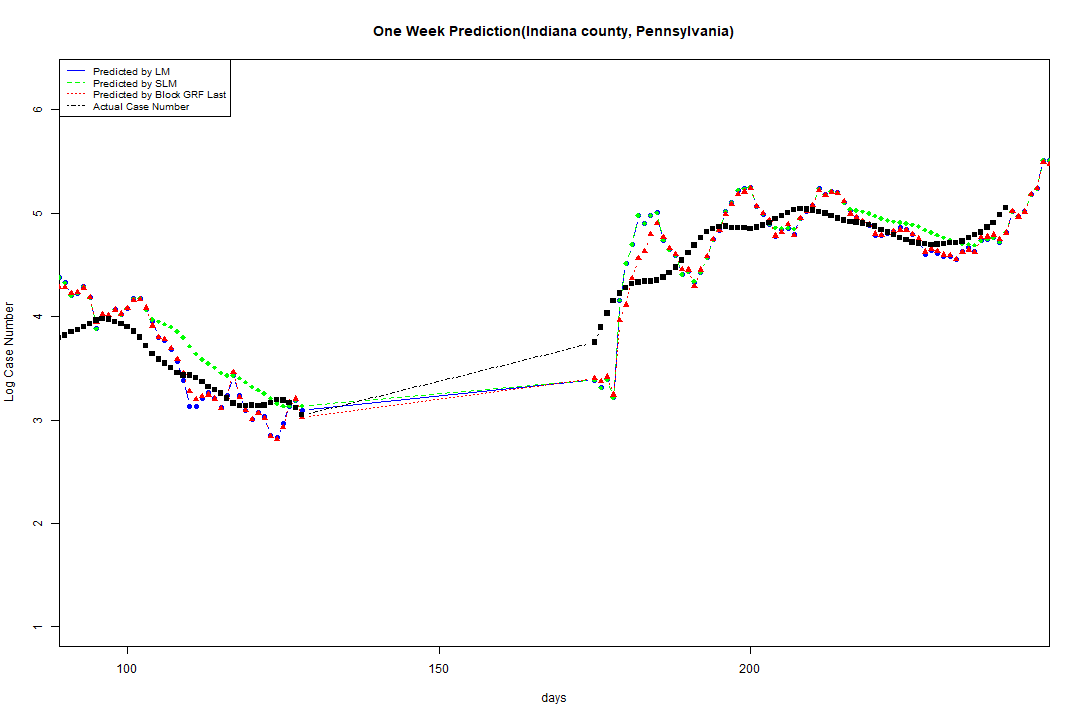 One Week Prediction(Indiana county, Pennsylvania)
Predicted by LM
Predicted by SLM
Predicted by Block GRF Last
Actual Case Number
6
5
4
3
2
1
Log Case Number
100 150 200
days